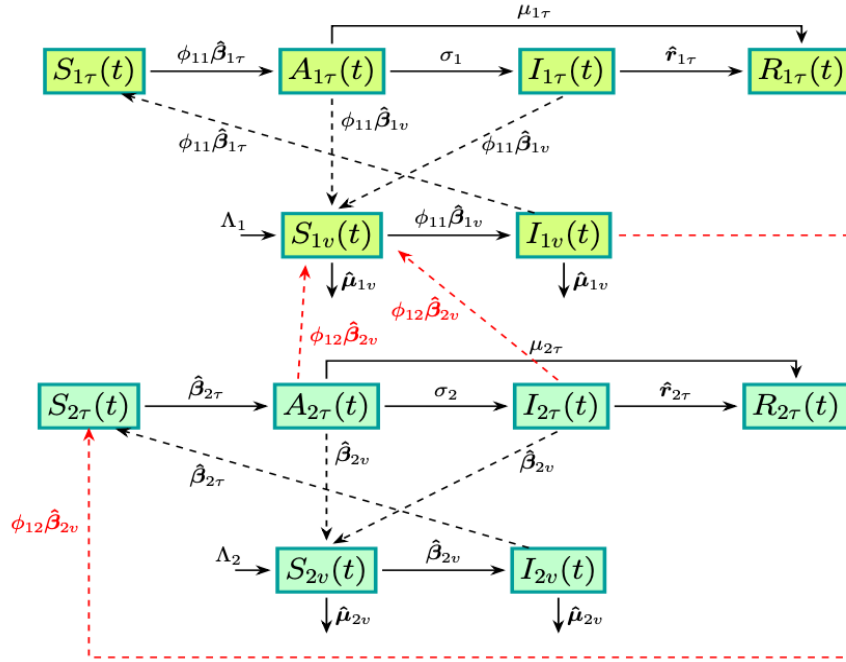 μ₁τ
S₁τ(t) ϕ₁₁β̂₁τ A₁τ(t) σ₁ I₁τ(t) r̂₁τ R₁τ(t)
ϕ₁₁β̂₁τ ϕ₁₁β̂₁ᵥ ϕ₁₁β̂₁ᵥ
Λ₁ S₁ᵥ(t) ϕ₁₁β̂₁ᵥ I₁ᵥ(t)
μ̂₁ᵥ μ̂₁ᵥ
ϕ₁₂β̂₂ᵥ ϕ₁₂β̂₂ᵥ
μ₂τ
S₂τ(t) β̂₂τ A₂τ(t) σ₂ I₂τ(t) r̂₂τ R₂τ(t)
β̂₂τ β̂₂ᵥ β̂₂ᵥ
ϕ₁₂β̂₂ᵥ
Λ₂ S₂ᵥ(t) β̂₂ᵥ I₂ᵥ(t)
μ̂₂ᵥ μ̂₂ᵥ